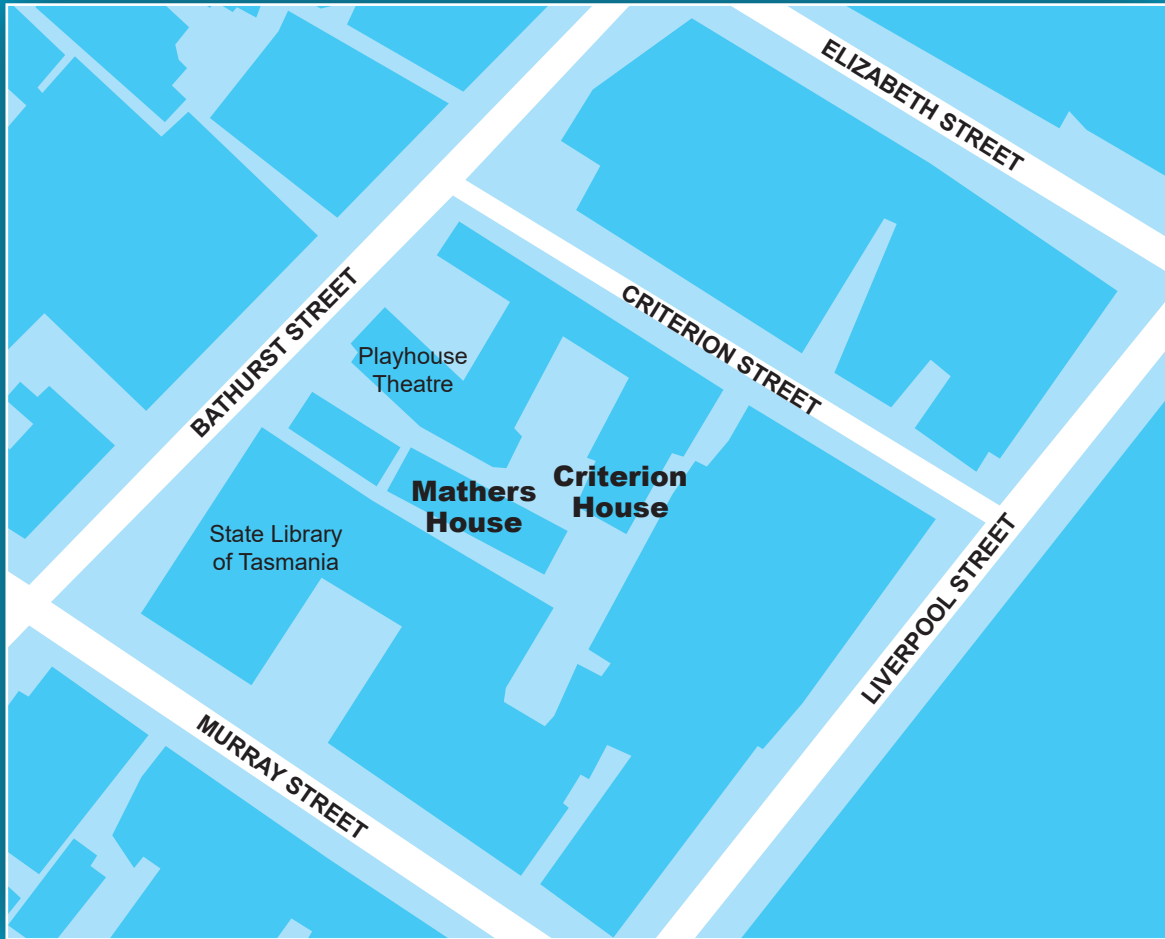 ELIZABETH STREET
CRITERION STREET
BATHURST STREET
Playhouse
Theatre
Mathers
House
Criterion
House
State Library
of Tasmania
LIVERPOOL STREET
MURRAY STREET